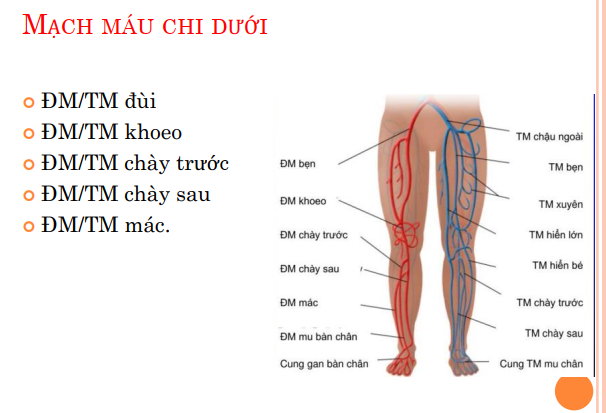 MẠCH MÁU CHI DƯỚI
ĐM/TM đùi
ĐM/TM khoeo
ĐM/TM chày trước
ĐM/TM chày sau
ĐM/TM mác.
ĐM bẹn
ĐM khoeo
ĐM chày trước
ĐM chày sau
ĐM mác
ĐM mu bàn chân
Cung gan bàn chân
TM chậu ngoài
TM bẹn
TM xuyên
TM hiển lớn
TM hiển bé
TM chày trước
TM chày sau
Cung TM mu chân